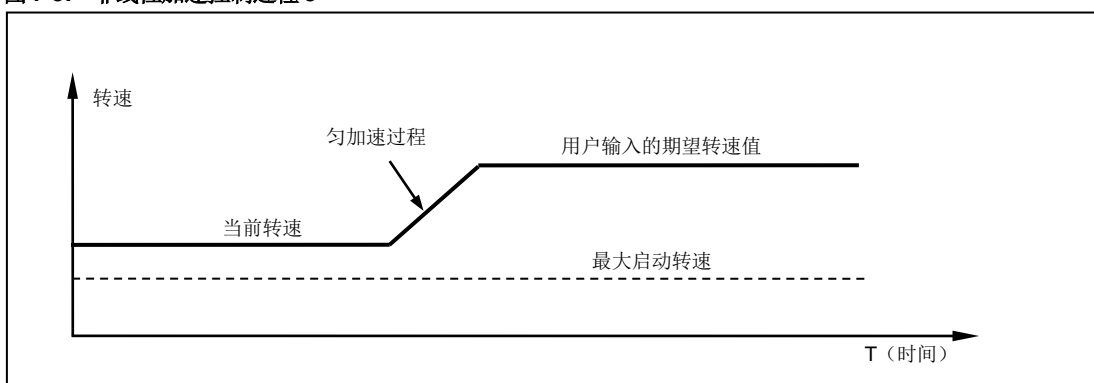 转速
匀加速过程
用户输入的期望转速值
当前转速
最大启动转速
T（时间）